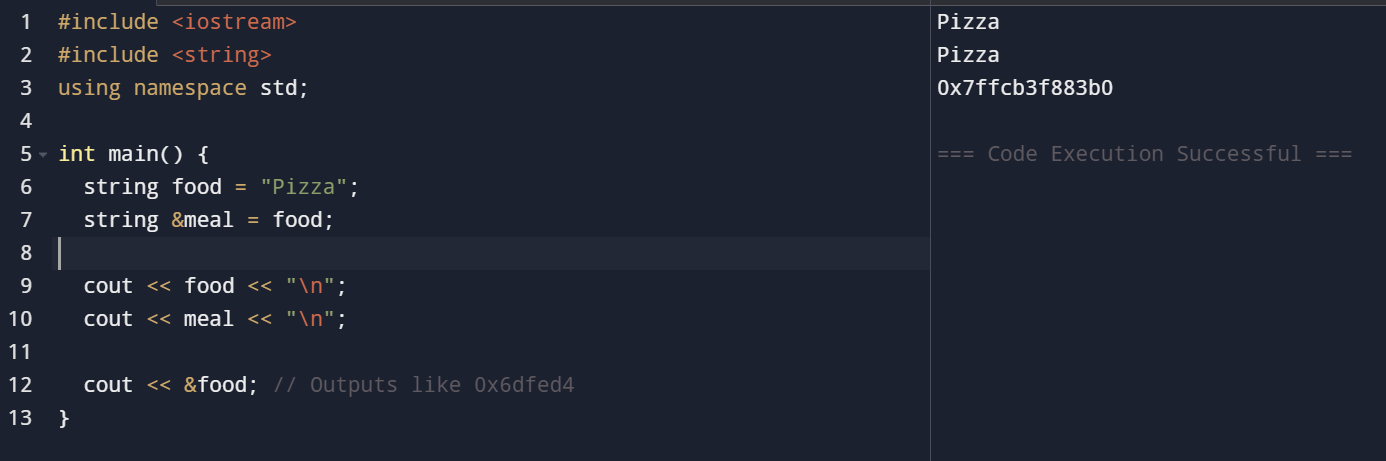 1 #include <iostream>
2 #include <string>
3 using namespace std;
4
5 int main() {
6   string food = "Pizza";
7   string &meal = food;
8
9   cout << food << "\n";
10   cout << meal << "\n";
11
12   cout << &food; // Outputs like 0x6dfed4
13 }
Pizza
Pizza
0x7ffcb3f883b0
=== Code Execution Successful ===